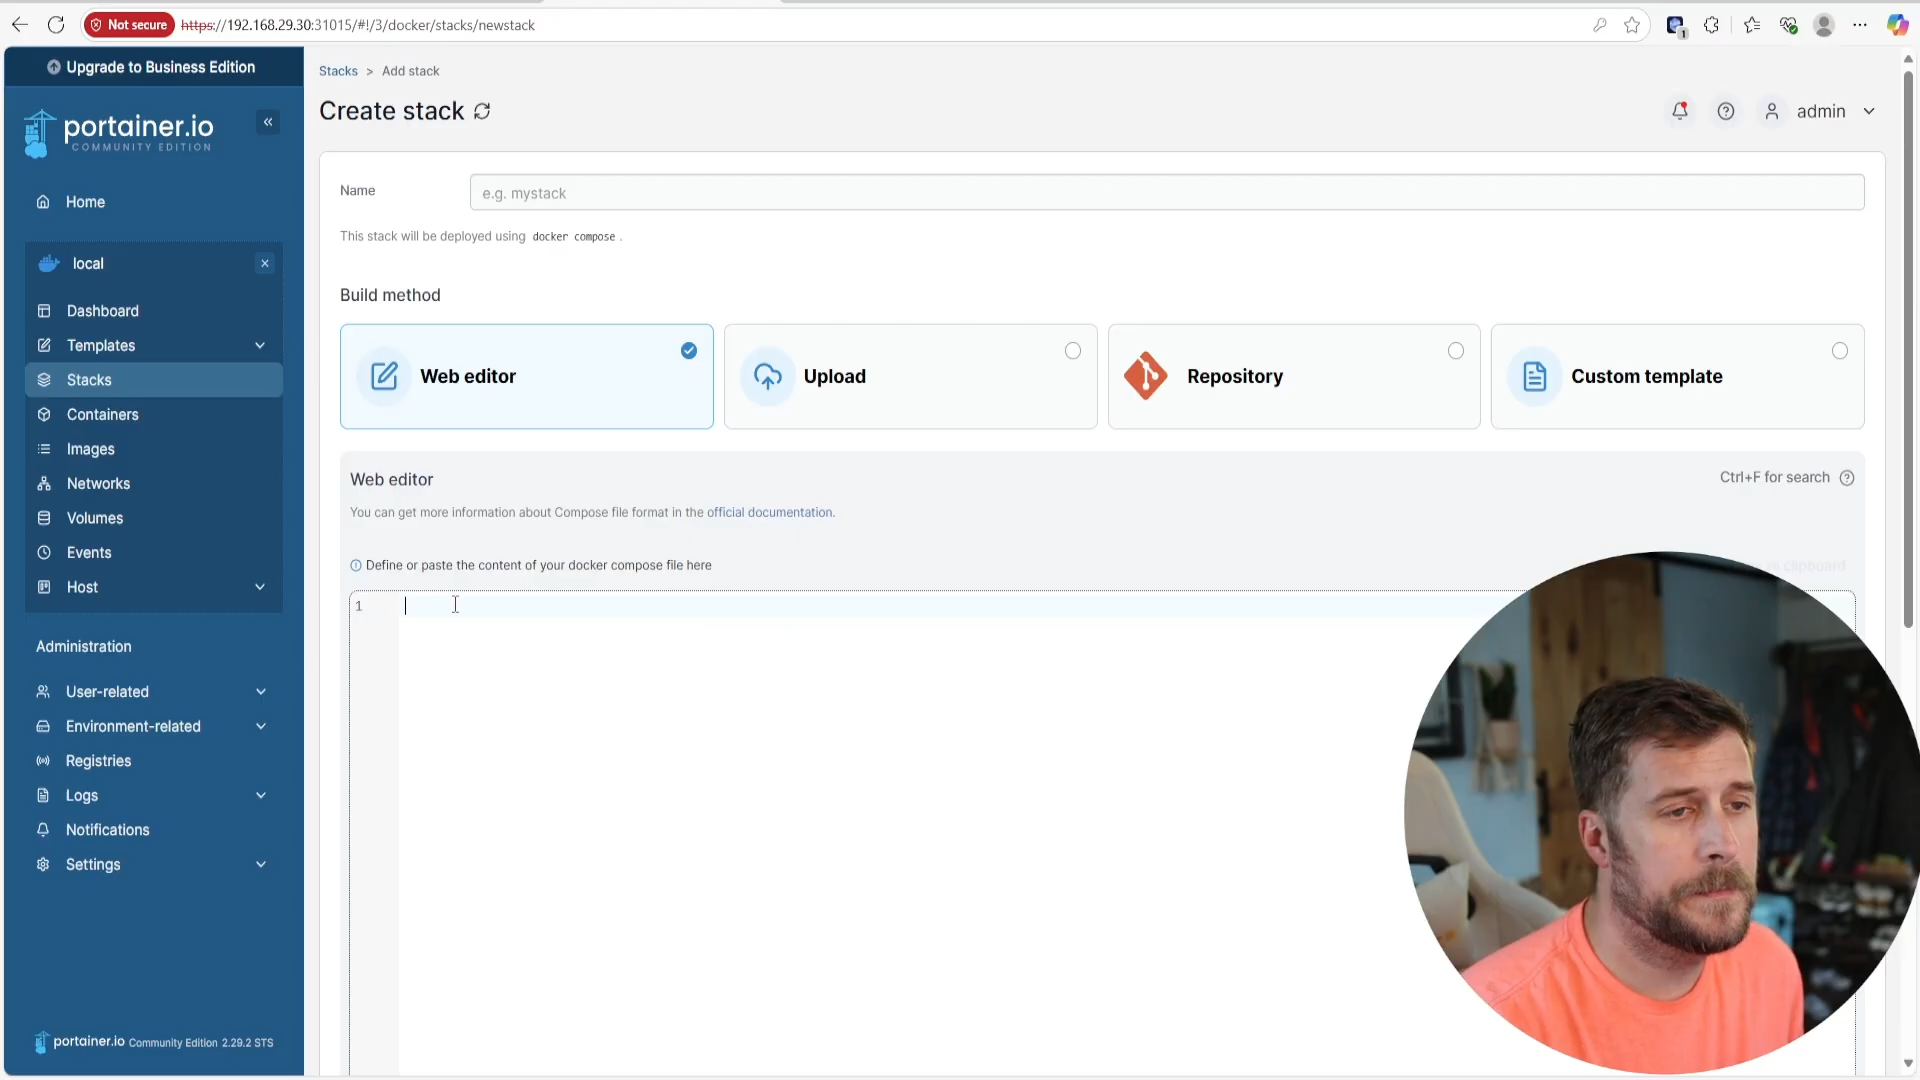 Not secure
https://192.168.29.30:31015/#!/3/docker/stacks/newstack
1
Upgrade to Business Edition
portainer.io
COMMUNITY EDITION
Home
local
Dashboard
Templates
Stacks
Containers
Images
Networks
Volumes
Events
Host
Administration
User-related
Environment-related
Registries
Logs
Notifications
Settings
portainer.io Community Edition 2.29.2 STS
Stacks > Add stack
Create stack
admin
Name
e.g. mystack
This stack will be deployed using docker compose .
Build method
Web editor
Upload
Repository
Custom template
Web editor
Ctrl+F for search
You can get more information about Compose file format in the official documentation.
Define or paste the content of your docker compose file here
clipboard
1